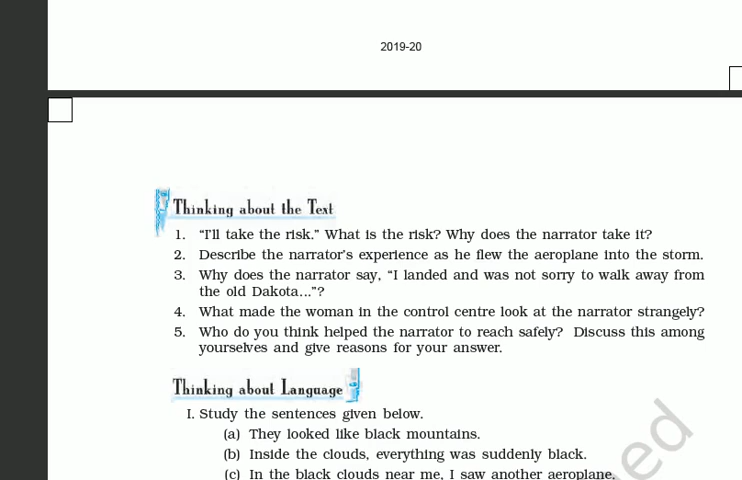 2019-20
Thinking about the Text
1. “I’ll take the risk.” What is the risk? Why does the narrator take it?
2. Describe the narrator’s experience as he flew the aeroplane into the storm.
3. Why does the narrator say, “I landed and was not sorry to walk away from
the old Dakota...”?
4. What made the woman in the control centre look at the narrator strangely?
5. Who do you think helped the narrator to reach safely? Discuss this among
yourselves and give reasons for your answer.
Thinking about Language
I. Study the sentences given below.
(a) They looked like black mountains.
(b) Inside the clouds, everything was suddenly black.
(c) In the black clouds near me, I saw another aeroplane.